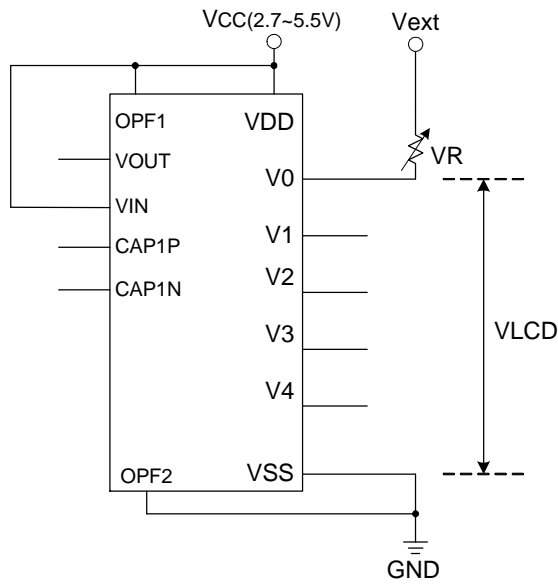 VCC(2.7~5.5V)
Vext
OPF1
VDD
VOUT
VR
V0
VIN
V1
CAP1P
V2
CAP1N
V3
VLCD
V4
OPF2
VSS
GND